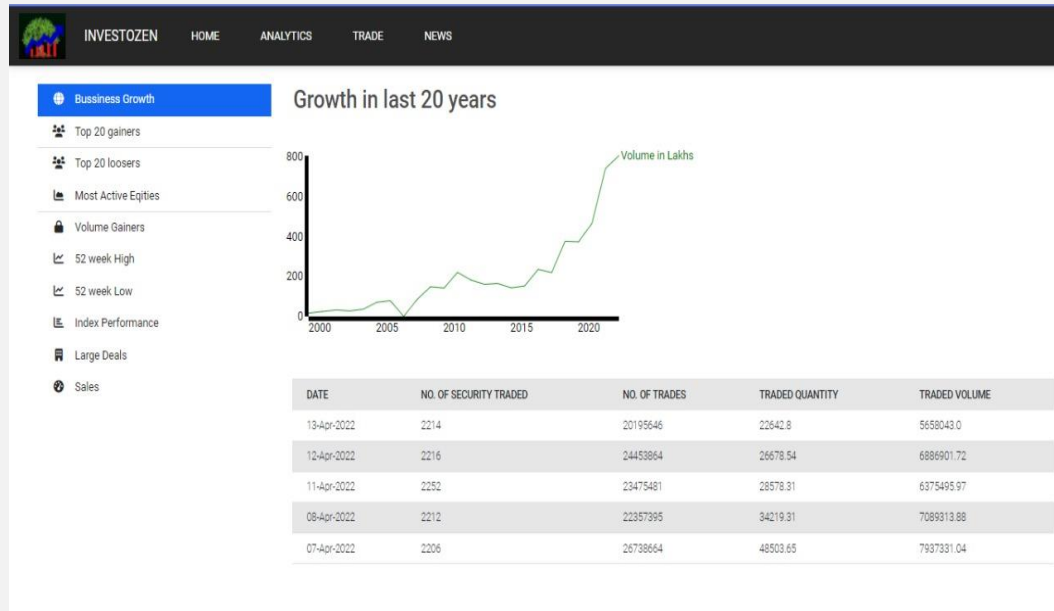 INVESTOZEN HOME ANALYTICS TRADE NEWS
Bussiness Growth
Top 20 gainers
Top 20 loosers
Most Active Eqities
Volume Gainers
52 week High
52 week Low
Index Performance
Large Deals
Sales
Growth in last 20 years
Volume in Lakhs
800
600
400
200
0
2000 2005 2010 2015 2020
DATE NO. OF SECURITY TRADED NO. OF TRADES TRADED QUANTITY TRADED VOLUME
13-Apr-2022 2214 20195646 22642.8 5658043.0
12-Apr-2022 2216 24453864 26678.54 6886901.72
11-Apr-2022 2252 23475481 28578.31 6375495.97
08-Apr-2022 2212 22357395 34219.31 7089313.88
07-Apr-2022 2206 26738664 48503.65 7937331.04